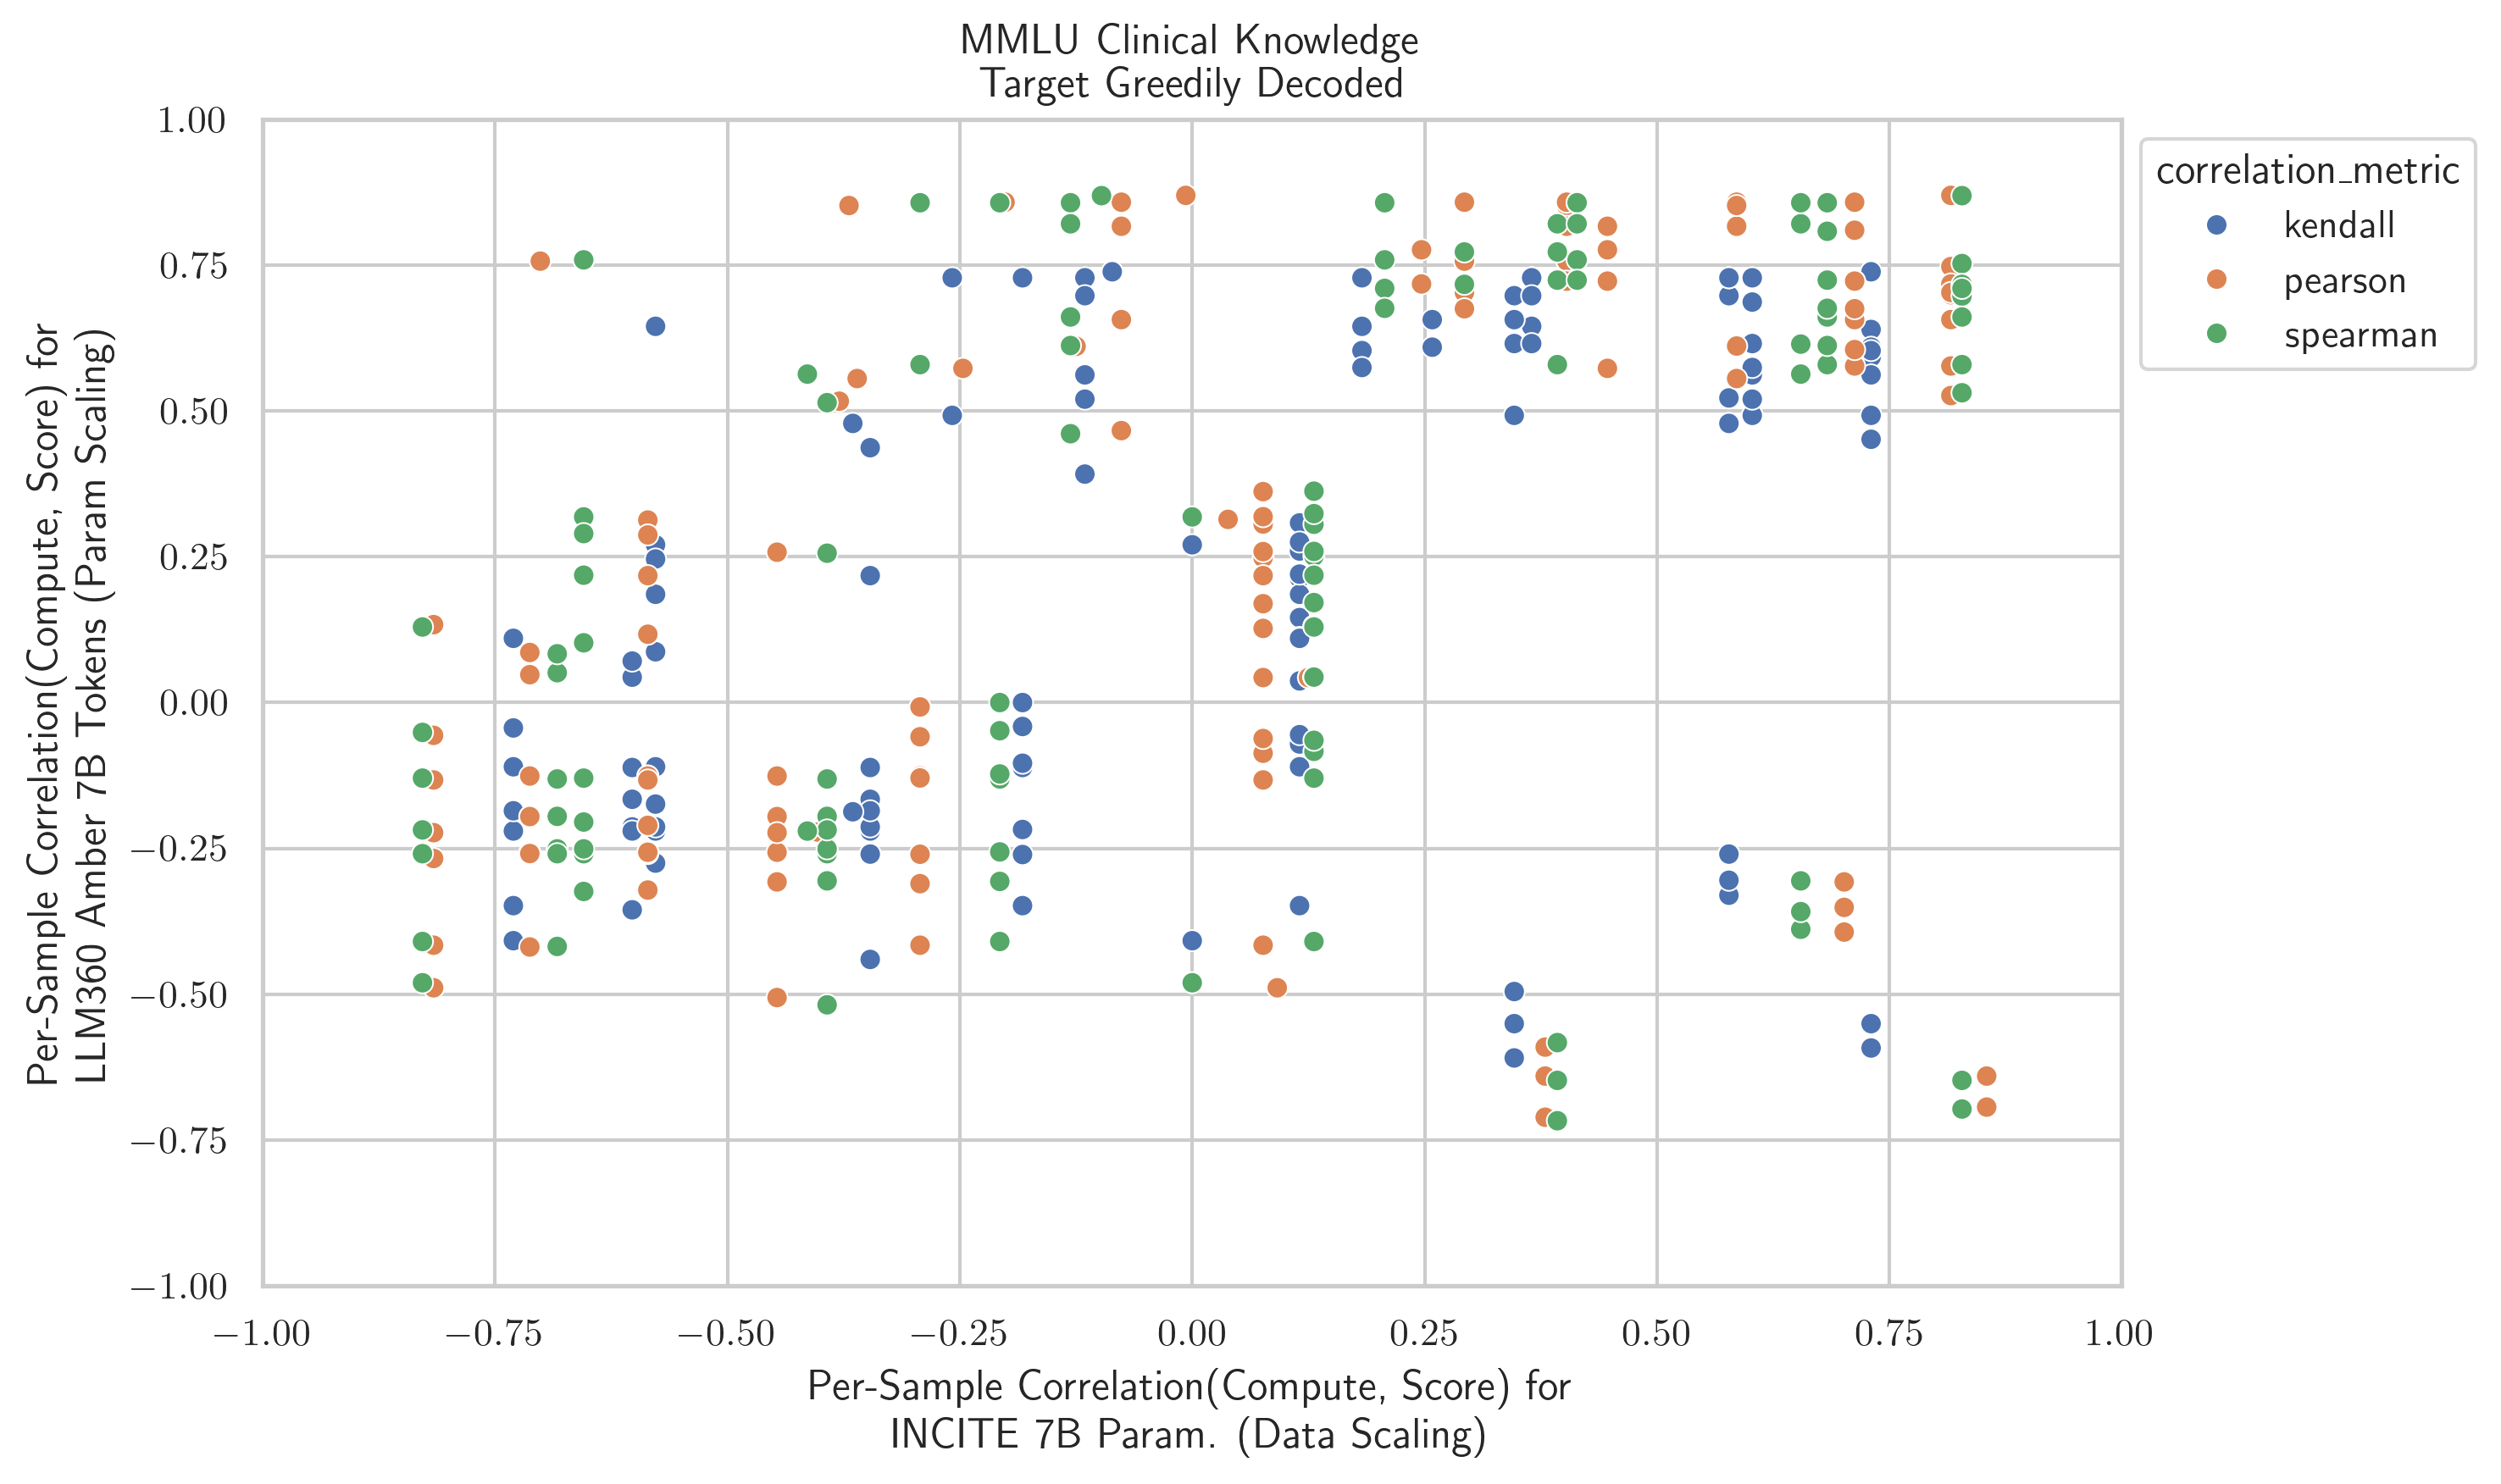 MMLU Clinical Knowledge
Target Greedily Decoded
1.00
0.75
0.50
0.25
0.00
−0.25
−0.50
−0.75
−1.00
Per-Sample Correlation(Compute, Score) for
LLM360 Amber 7B Tokens (Param Scaling)
correlation_metric
kendall
pearson
spearman
−1.00 −0.75 −0.50 −0.25 0.00 0.25 0.50 0.75 1.00
Per-Sample Correlation(Compute, Score) for
INCITE 7B Param. (Data Scaling)